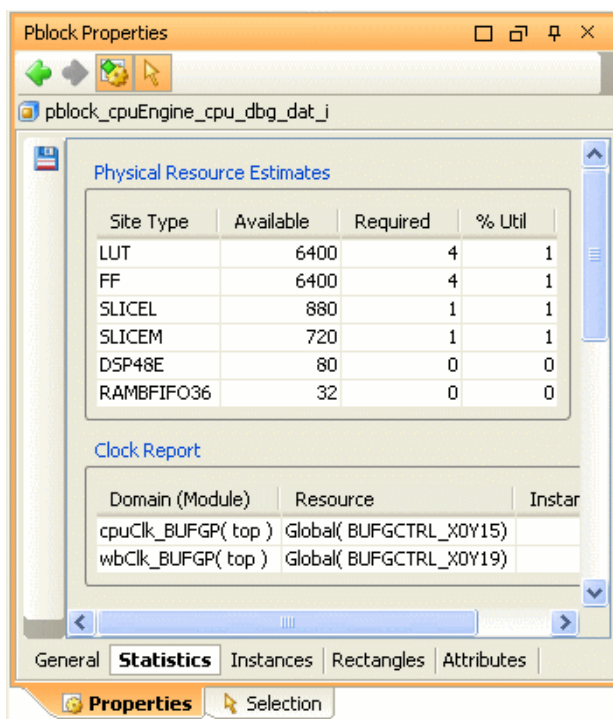 Pblock Properties
pblock_cpuEngine_cpu_dbg_dat_i
Physical Resource Estimates
Site Type Available Required % Util
LUT 6400 4 1
FF 6400 4 1
SLICEL 880 1 1
SLICEM 720 1 1
DSP48E 80 0 0
RAMBFIFO36 32 0 0
Clock Report
Domain (Module) Resource Instan
cpuClk_BUFGP( top ) Global( BUFGCTRL_X0Y15)
wbClk_BUFGP( top ) Global( BUFGCTRL_X0Y19)
General Statistics Instances Rectangles Attributes
Properties Selection